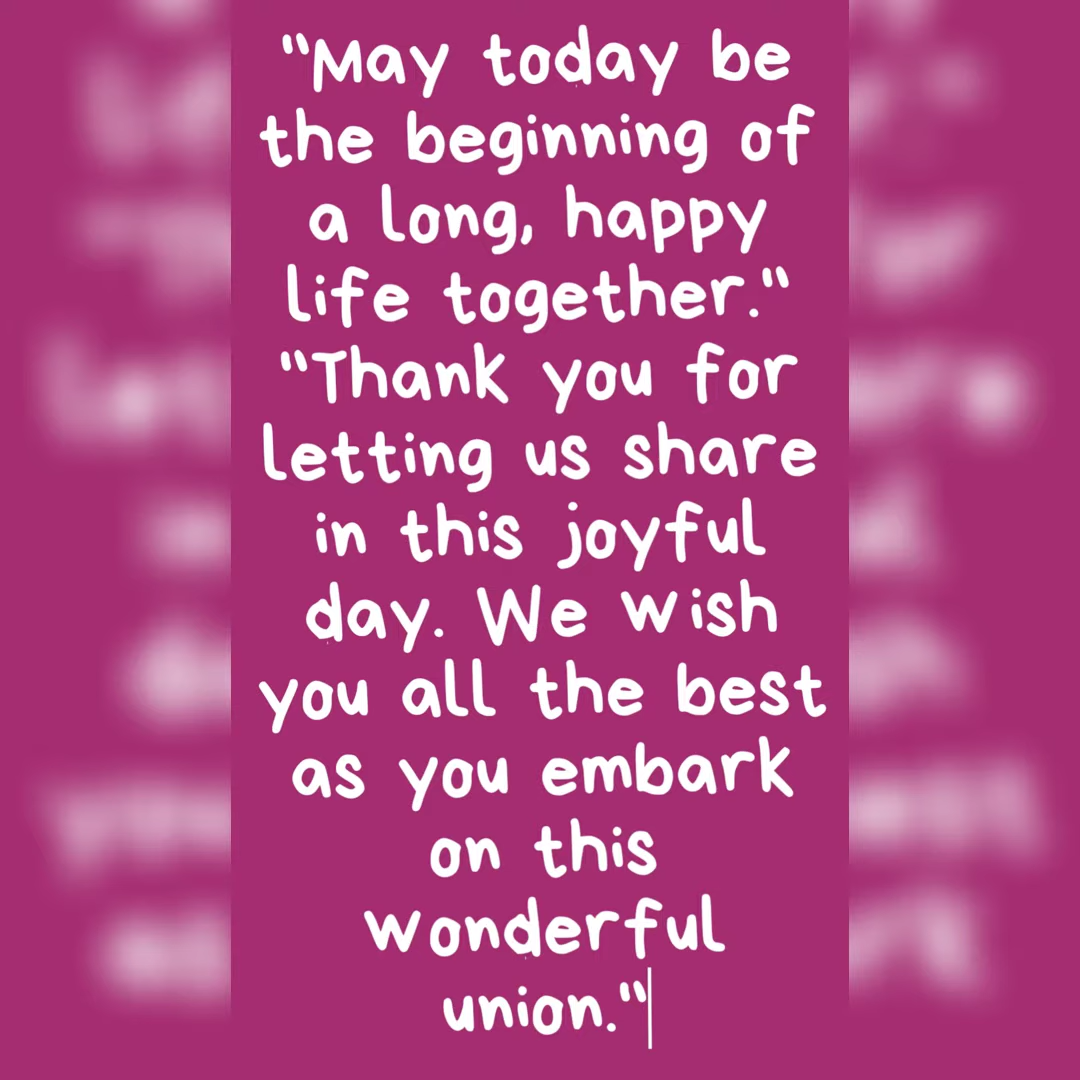 "May today be
the beginning of
a long, happy
life together."
"Thank you for
letting us share
in this joyful
day. We wish
you all the best
as you embark
on this
wonderful
union."